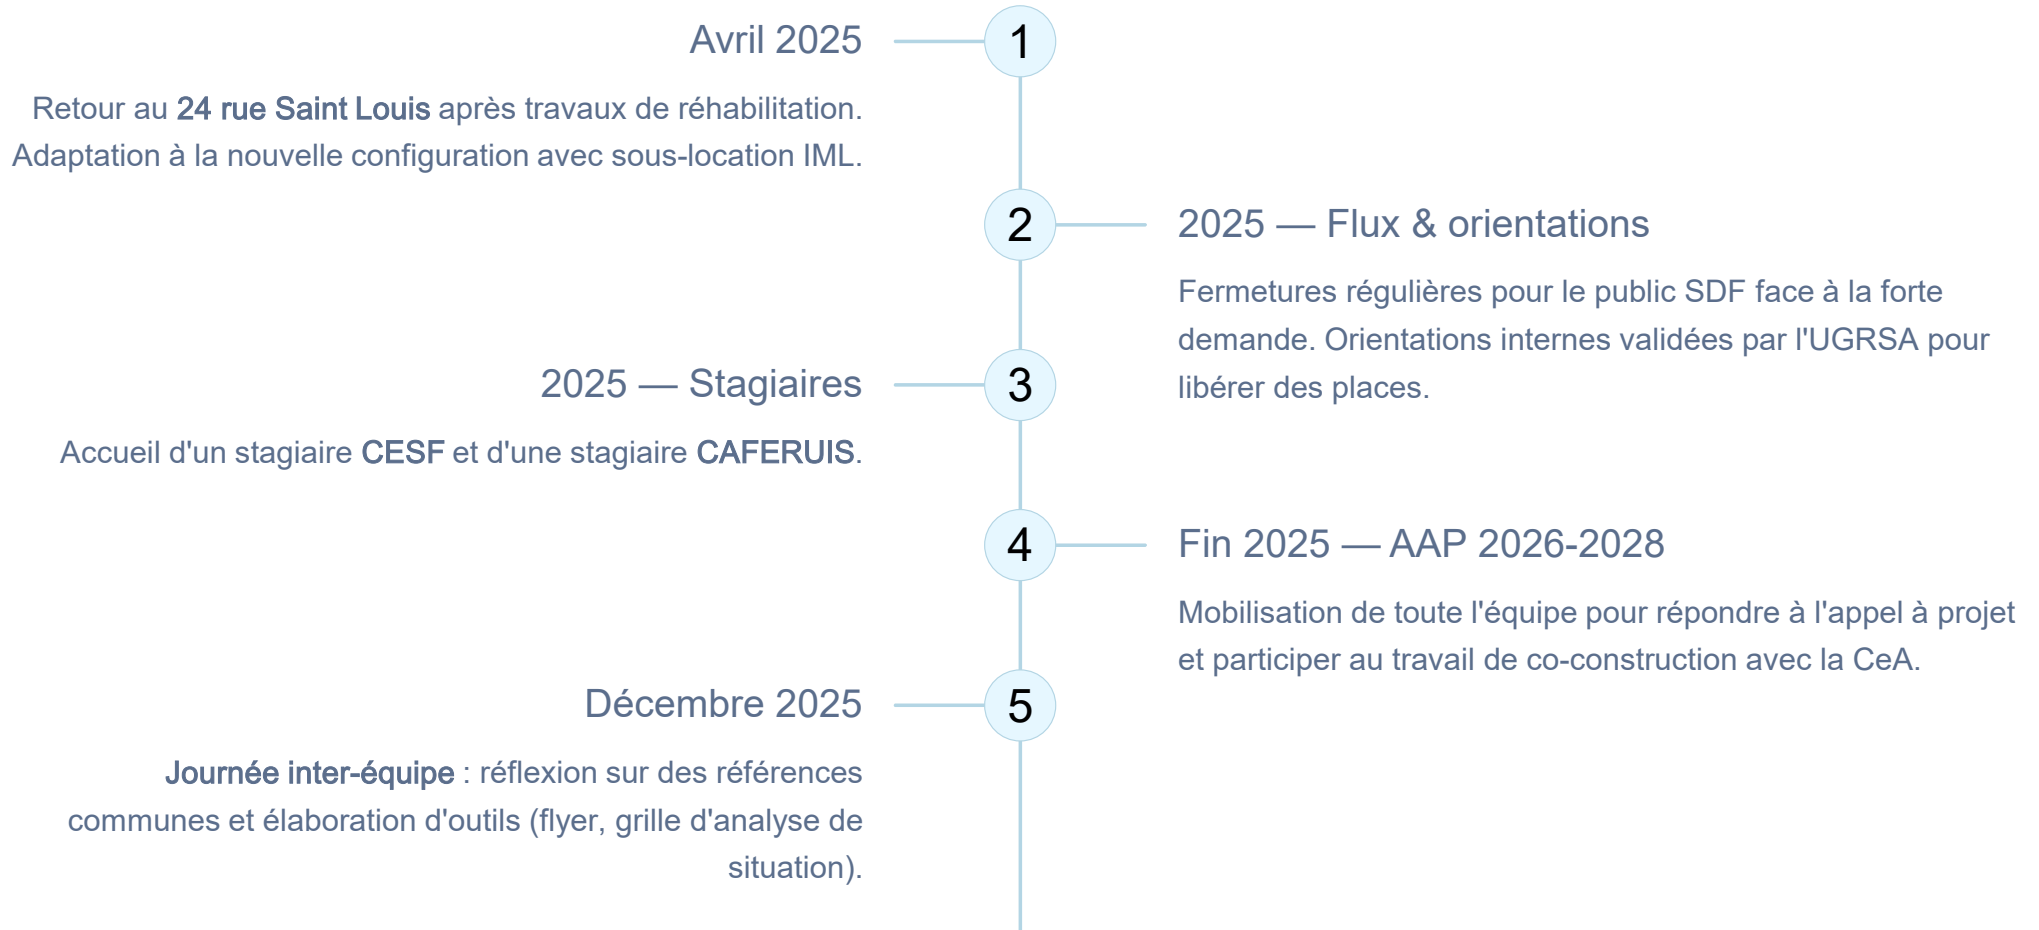 Avril 2025
1
Retour au 24 rue Saint Louis après travaux de réhabilitation.
Adaptation à la nouvelle configuration avec sous-location IML.
2
2025 — Flux & orientations
Fermetures régulières pour le public SDF face à la forte
demande. Orientations internes validées par l'UGRSA pour
libérer des places.
2025 — Stagiaires
3
Accueil d'un stagiaire CESF et d'une stagiaire CAFERUIS.
4
Fin 2025 — AAP 2026-2028
Mobilisation de toute l'équipe pour répondre à l'appel à projet
et participer au travail de co-construction avec la CeA.
Décembre 2025
5
Journée inter-équipe : réflexion sur des références
communes et élaboration d'outils (flyer, grille d'analyse de
situation).